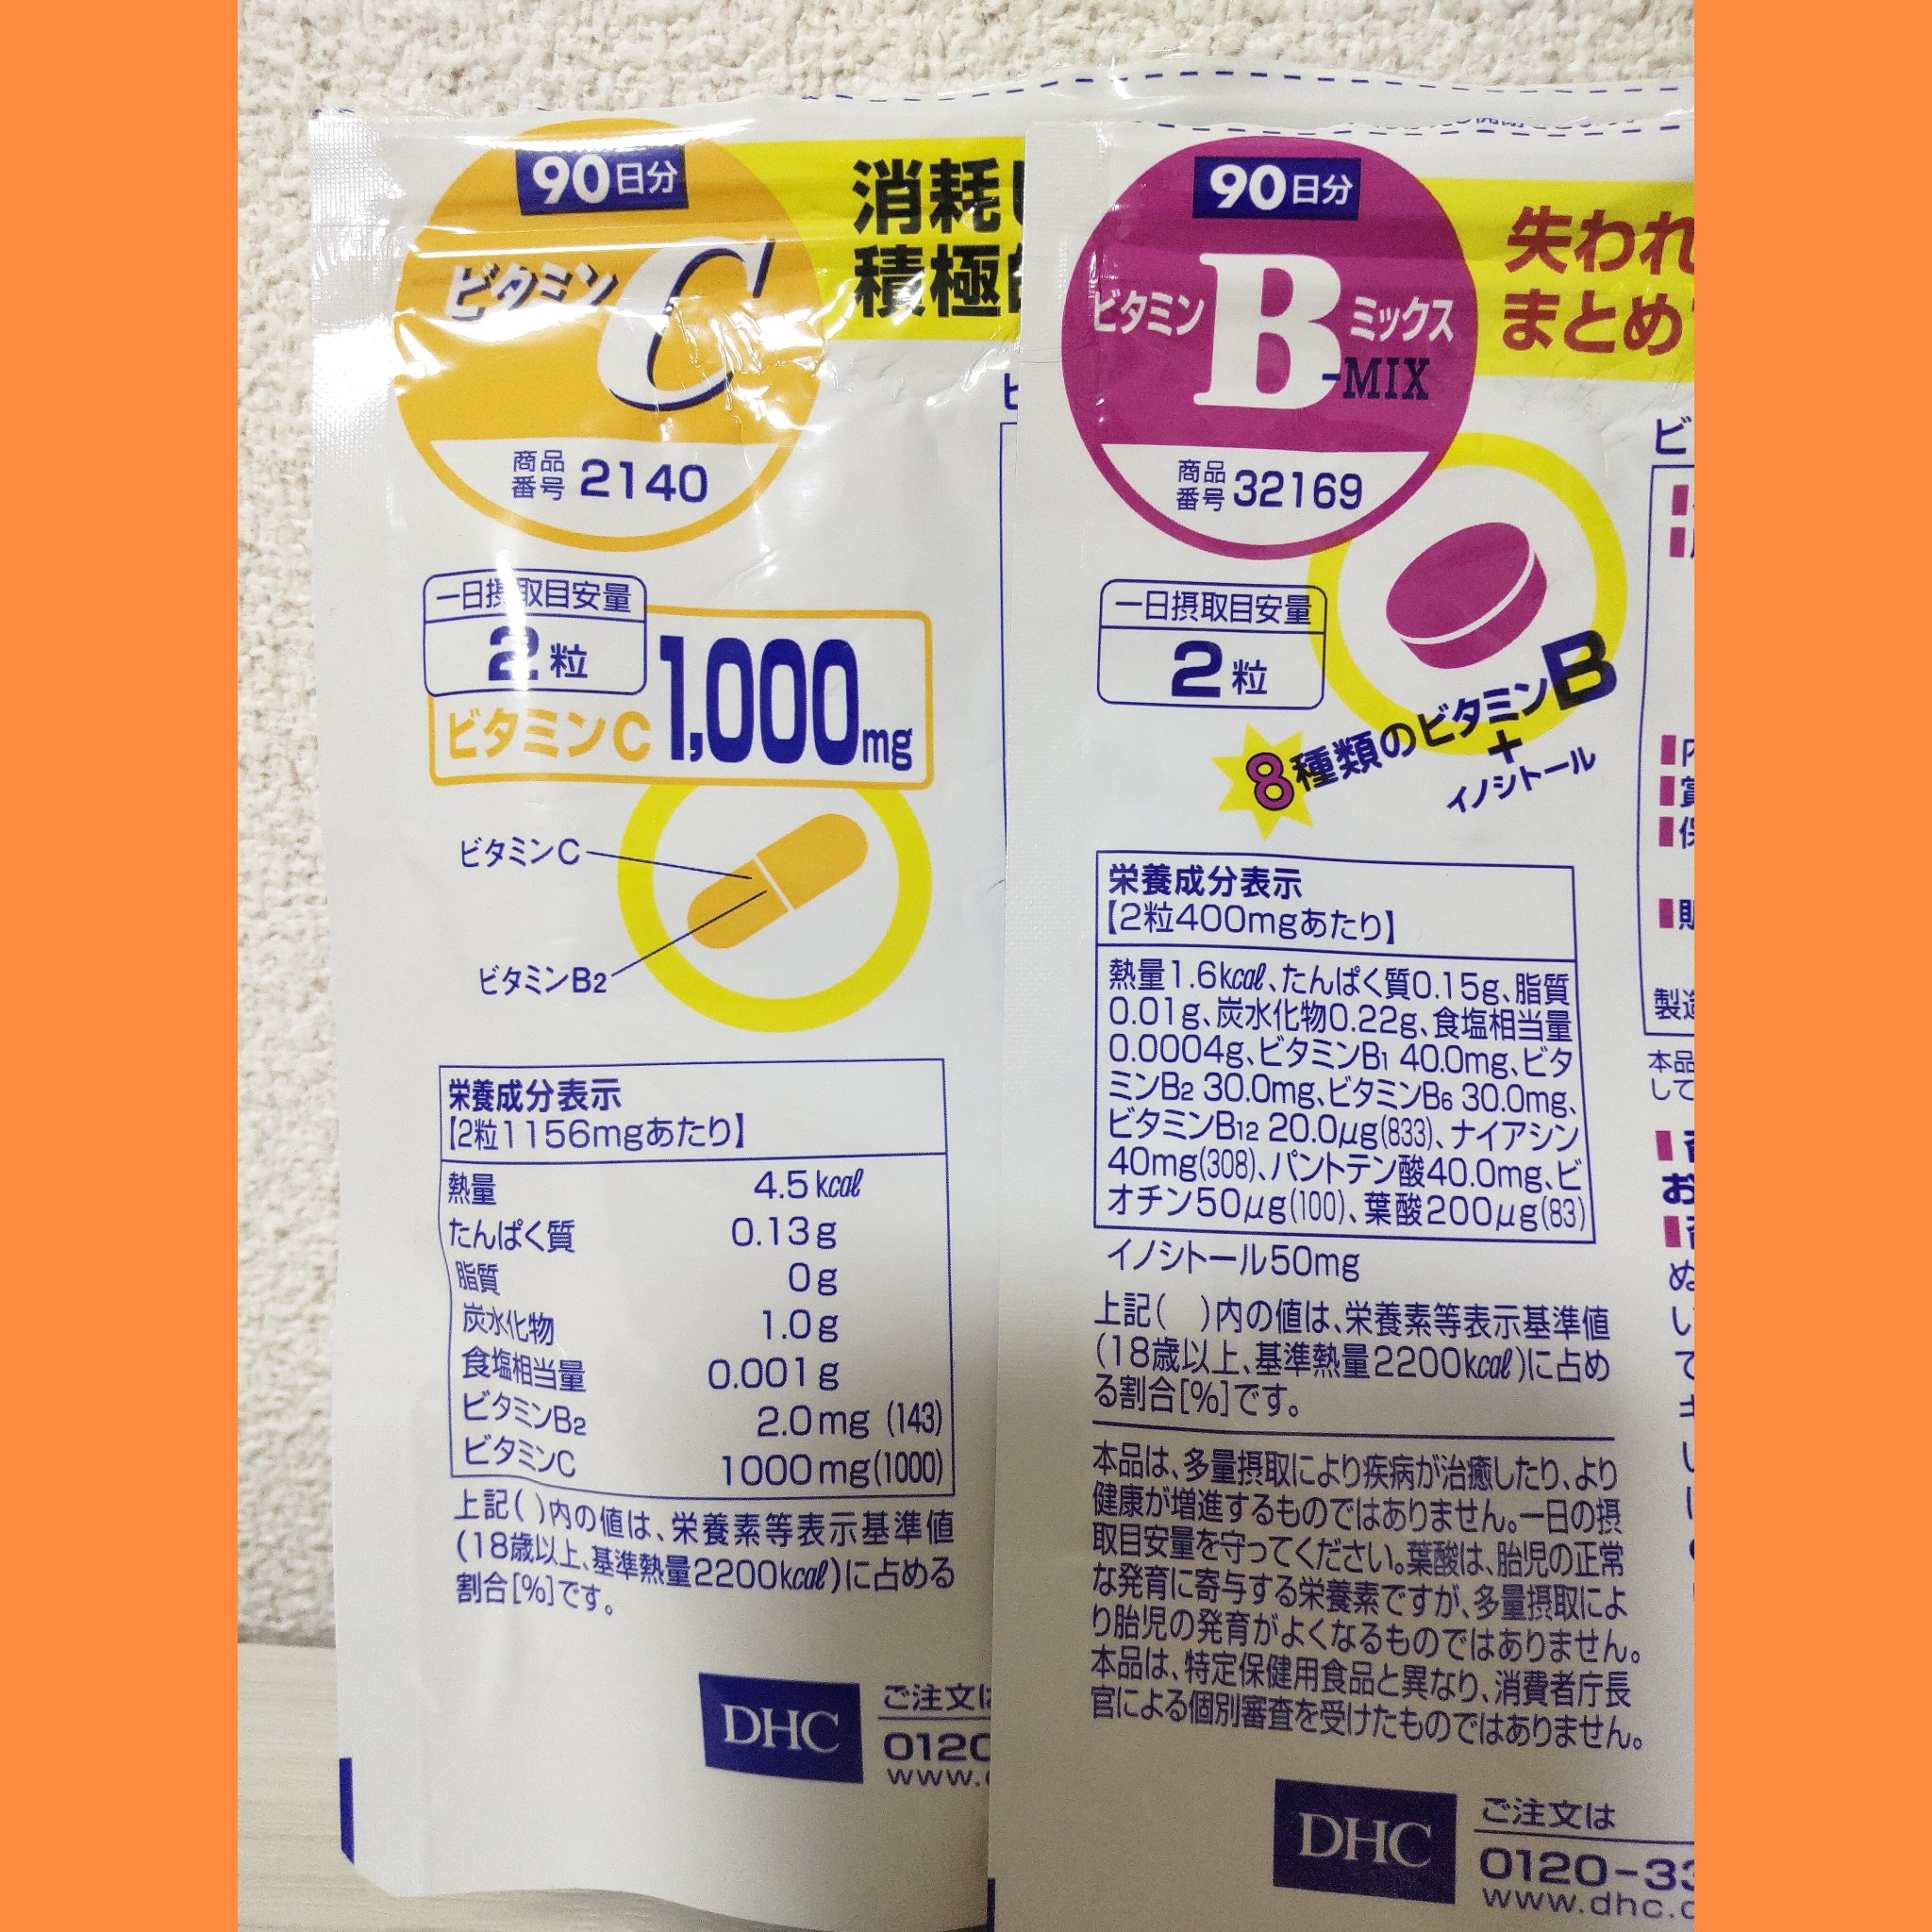 90日分
ビタミンC
商品番号 2140
消耗
積極
一日摂取目安量
2粒
ビタミンC 1,000mg
ビタミンC
ビタミンB2
栄養成分表示
【2粒1156mgあたり】
熱量 4.5kcal
たんぱく質 0.13g
脂質 0g
炭水化物 1.0g
食塩相当量 0.001g
ビタミンB2 2.0mg (143)
ビタミンC 1000mg(1000)
上記( )内の値は、栄養素等表示基準値
(18歳以上、基準熱量2200kcal)に占める
割合[%]です。
DHC
ご注文は
0120
www.
90日分
ビタミンBミックス
-MIX
商品番号 32169
失われ
まとめ
一日摂取目安量
2粒
8種類のビタミンB
+
イノシトール
栄養成分表示
【2粒400mgあたり】
熱量1.6kcal、たんぱく質0.15g、脂質
0.01g、炭水化物0.22g、食塩相当量
0.0004g、ビタミンB1 40.0mg、ビタ
ミンB2 30.0mg、ビタミンB6 30.0mg、
ビタミンB12 20.0μg(833)、ナイアシン
40mg(308)、パントテン酸40.0mg、ビ
オチン50μg(100)、葉酸200μg(83)
イノシトール50mg
上記( )内の値は、栄養素等表示基準値
(18歳以上、基準熱量2200kcal)に占め
る割合[%]です。
本品は、多量摂取により疾病が治癒したり、より
健康が増進するものではありません。一日の摂
取目安量を守ってください。葉酸は、胎児の正常
な発育に寄与する栄養素ですが、多量摂取によ
り胎児の発育がよくなるものではありません。
本品は、特定保健用食品と異なり、消費者庁長
官による個別審査を受けたものではありません。
DHC
ご注文は
0120-33
www.dhc.c
製造
本品
して